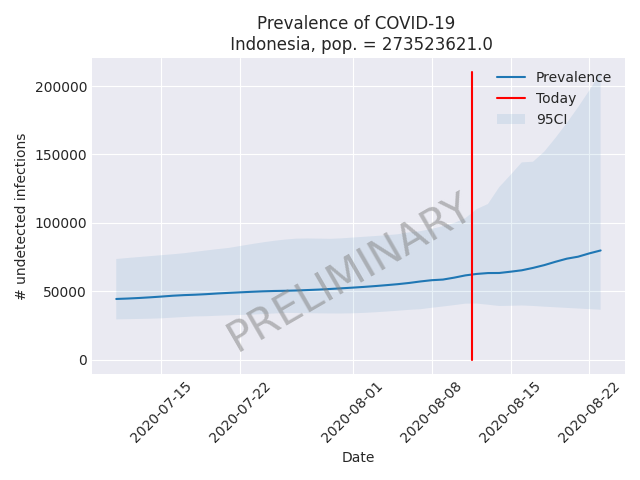 Prevalence of COVID-19
Indonesia, pop. = 273523621.0
Prevalence
Today
95CI
200000
150000
100000
50000
0
# undetected infections
PRELIMINARY
2020-07-15
2020-07-22
2020-08-01
2020-08-08
2020-08-15
2020-08-22
Date